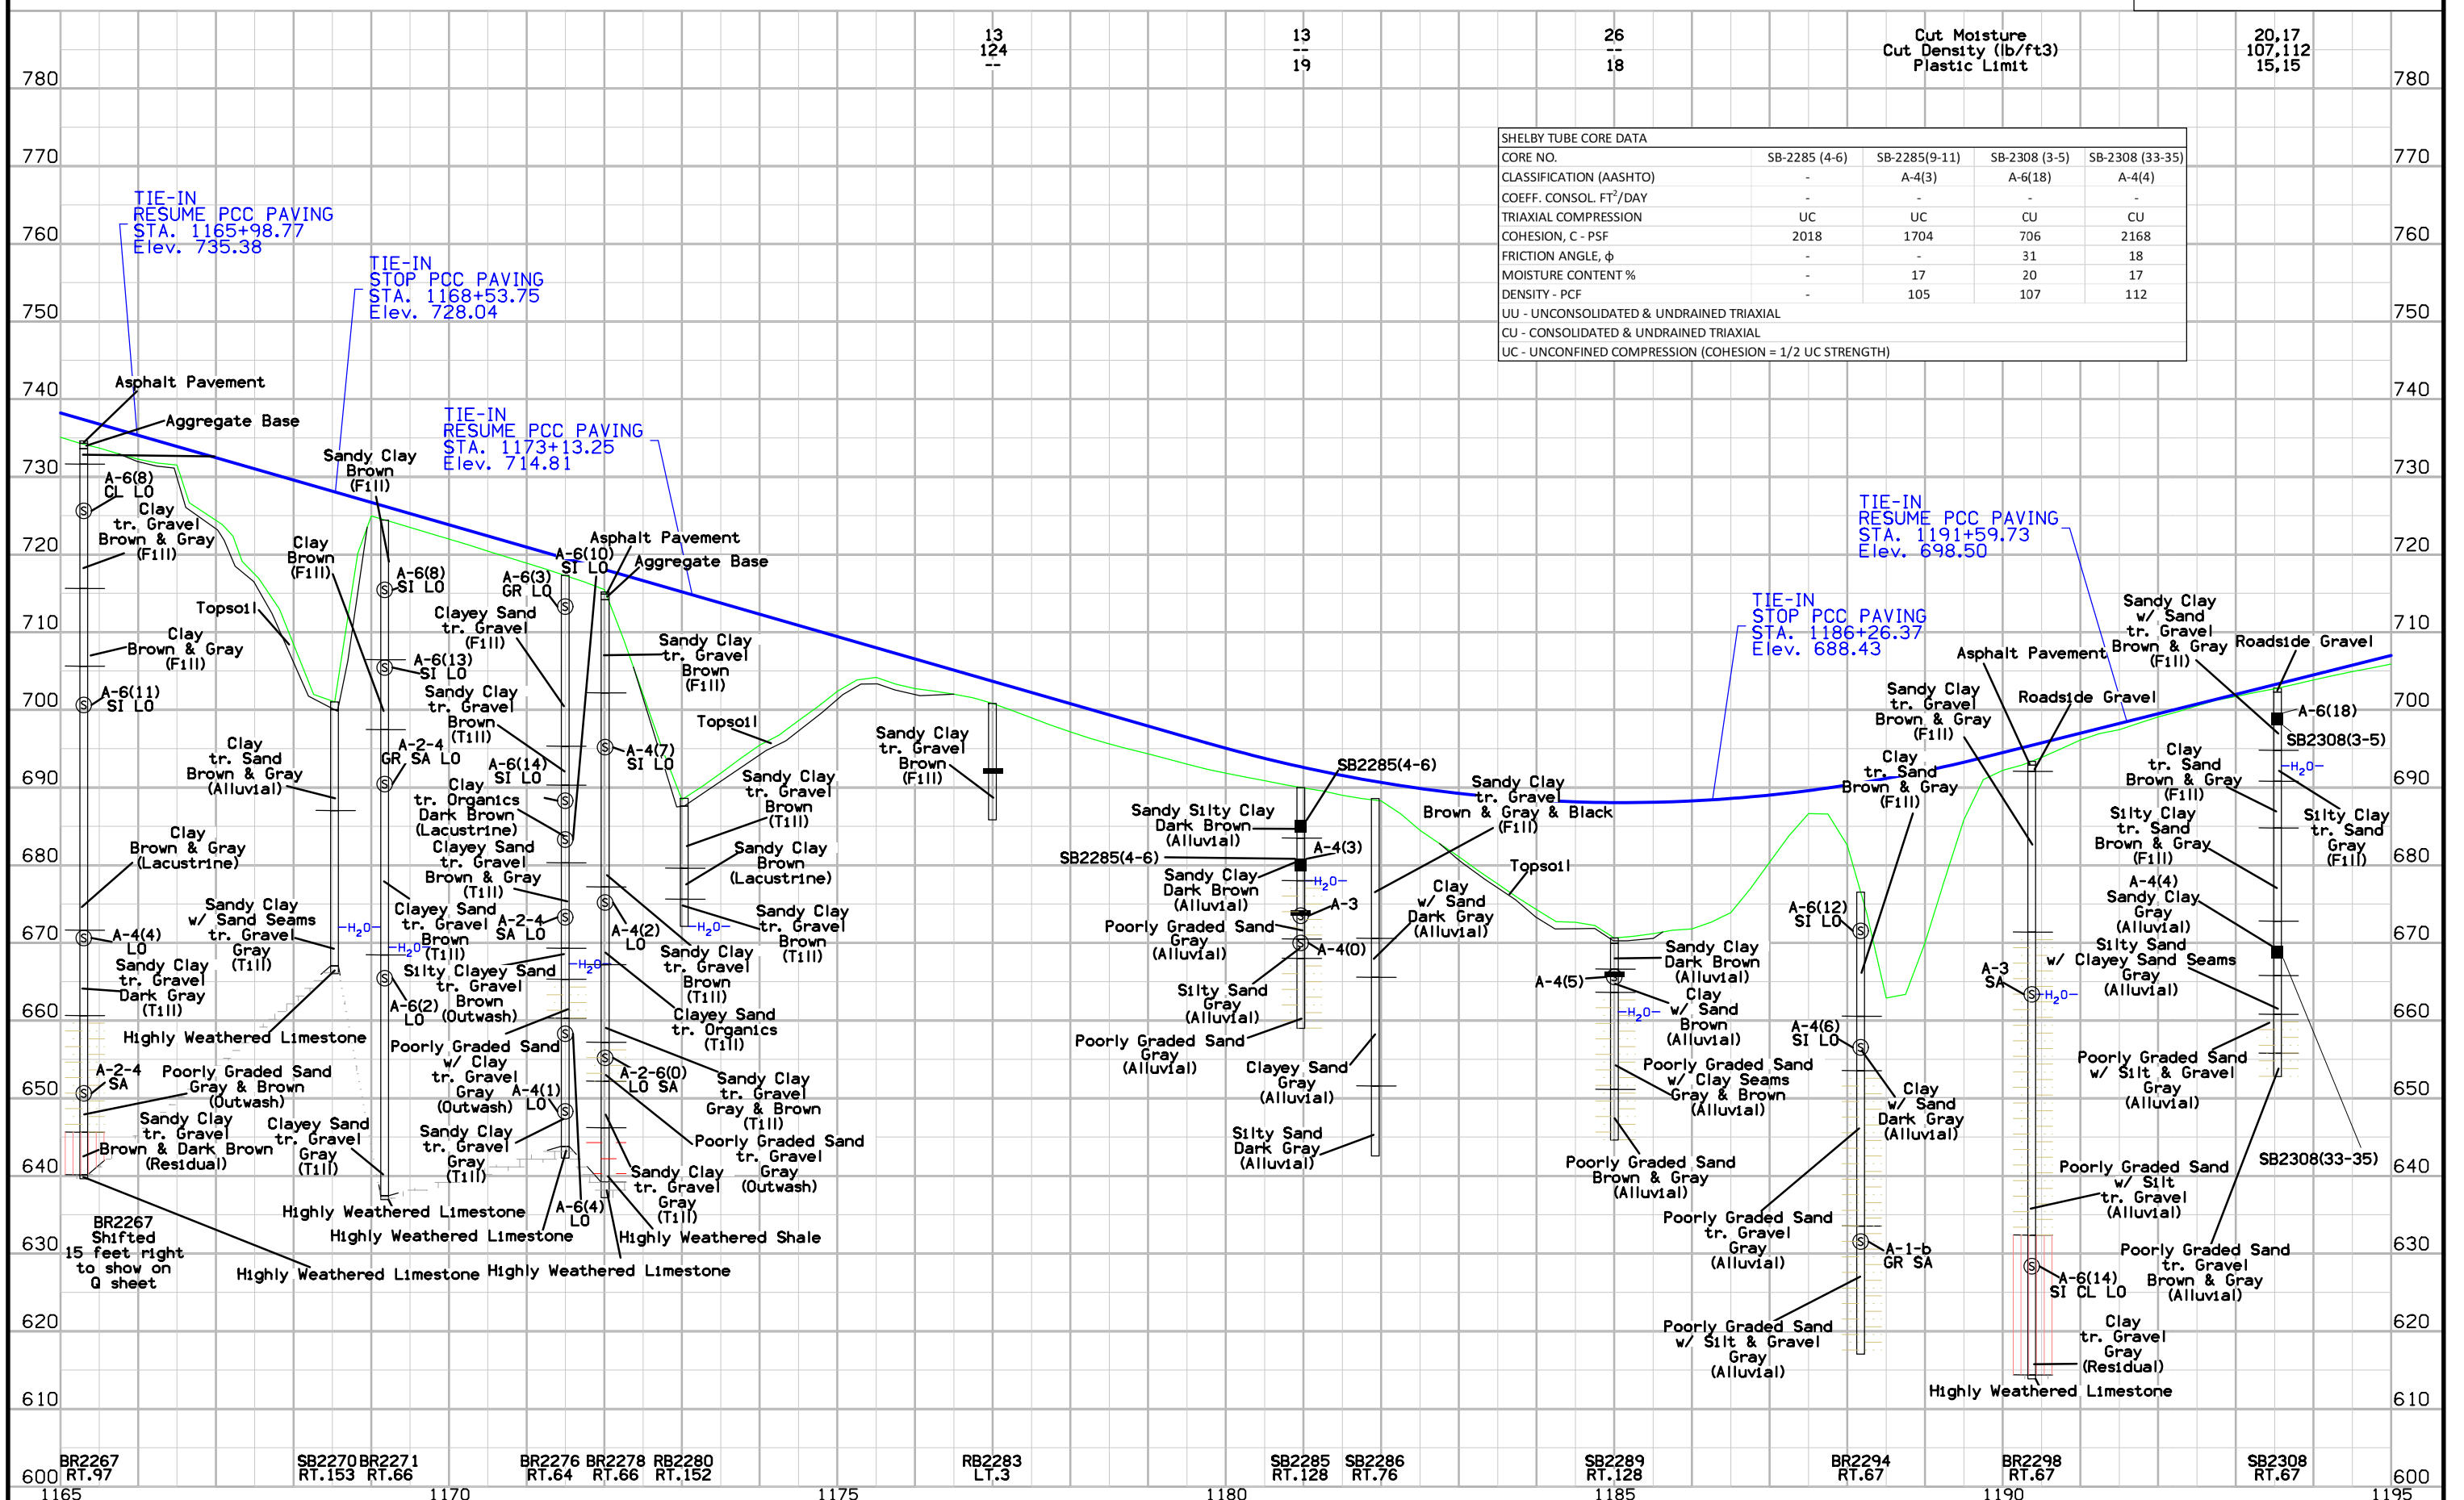 13
124
--
13
--
19
26
--
18
Cut Moisture
Cut Density (lb/ft3)
Plastic Limit
20,17
107,112
15,15
780
780
770
770
760
760
750
750
740
740
730
730
720
720
710
710
700
700
690
690
680
680
670
670
660
660
650
650
640
640
630
630
620
620
610
610
600
600
SHELBY TUBE CORE DATA
CORE NO. SB-2285 (4-6) SB-2285(9-11) SB-2308 (3-5) SB-2308 (33-35)
CLASSIFICATION (AASHTO) - A-4(3) A-6(18) A-4(4)
COEFF. CONSOL. FT²/DAY - - - -
TRIAXIAL COMPRESSION UC UC CU CU
COHESION, C - PSF 2018 1704 706 2168
FRICTION ANGLE, ϕ - - 31 18
MOISTURE CONTENT % - 17 20 17
DENSITY - PCF - 105 107 112
UU - UNCONSOLIDATED & UNDRAINED TRIAXIAL
CU - CONSOLIDATED & UNDRAINED TRIAXIAL
UC - UNCONFINED COMPRESSION (COHESION = 1/2 UC STRENGTH)
TIE-IN
RESUME PCC PAVING
STA. 1165+98.77
Elev. 735.38
TIE-IN
STOP PCC PAVING
STA. 1168+53.75
Elev. 728.04
TIE-IN
RESUME PCC PAVING
STA. 1173+13.25
Elev. 714.81
TIE-IN
STOP PCC PAVING
STA. 1186+26.37
Elev. 688.43
TIE-IN
RESUME PCC PAVING
STA. 1191+59.73
Elev. 698.50
Asphalt Pavement
Aggregate Base
A-6(8)
CL LO
S
Clay
tr. Gravel
Brown & Gray
(Fill)
Clay
Brown & Gray
(Fill)
A-6(11)
SI LO
S
Clay
Brown & Gray
(Lacustrine)
A-4(4)
LO
S
Sandy Clay
tr. Gravel
Dark Gray
(Till)
A-2-4
SA
S
Poorly Graded Sand
Gray & Brown
(Outwash)
Sandy Clay
tr. Gravel
Brown & Dark Brown
(Residual)
Highly Weathered Limestone
BR2267
Shifted
15 feet right
to show on
Q sheet
Topsoil
Clay
tr. Sand
Brown & Gray
(Alluvial)
Sandy Clay
w/ Sand Seams
tr. Gravel
Gray
(Till)
H₂O
Highly Weathered Limestone
Sandy Clay
Brown
(Fill)
Clay
Brown
(Fill)
A-6(8)
SI LO
S
A-6(13)
SI LO
S
A-2-4
GR SA LO
S
Clayey Sand
tr. Gravel
Brown
(Till)
H₂O
A-6(2)
LO
S
Clayey Sand
tr. Gravel
Gray
(Till)
Highly Weathered Limestone
A-6(3)
GR LO
S
Clayey Sand
tr. Gravel
(Fill)
Sandy Clay
tr. Gravel
Brown
(Till)
A-6(14)
SI LO
S
Clay
tr. Organics
Dark Brown
(Lacustrine)
A-6(10)
SI LO
S
Clayey Sand
tr. Gravel
Brown & Gray
(Till)
A-2-4
SA LO
S
Silty Clayey Sand
tr. Gravel
Brown
(Outwash)
H₂O
Poorly Graded Sand
w/ Clay
tr. Gravel
Gray
(Outwash)
A-6(4)
LO
S
A-4(1)
LO
S
Sandy Clay
tr. Gravel
Gray
(Till)
Highly Weathered Limestone
Asphalt Pavement
Aggregate Base
Sandy Clay
tr. Gravel
Brown
(Fill)
A-4(7)
SI LO
S
A-4(2)
LO
S
Sandy Clay
tr. Gravel
Brown
(Till)
Clayey Sand
tr. Organics
(Till)
Sandy Clay
tr. Gravel
Gray & Brown
(Till)
A-2-6(0)
LO SA
S
Poorly Graded Sand
tr. Gravel
Gray
(Outwash)
Sandy Clay
tr. Gravel
Gray
(Till)
Highly Weathered Shale
Highly Weathered Limestone
Topsoil
Sandy Clay
tr. Gravel
Brown
(Till)
Sandy Clay
Brown
(Lacustrine)
Sandy Clay
tr. Gravel
Brown
(Till)
H₂O
Sandy Clay
tr. Gravel
Brown
(Fill)
SB2285(4-6)
Sandy Silty Clay
Dark Brown
(Alluvial)
SB2285(4-6)
A-4(3)
Sandy Clay
Dark Brown
(Alluvial)
H₂O
A-3
S
Poorly Graded Sand
Gray
(Alluvial)
A-4(0)
S
Silty Sand
Gray
(Alluvial)
Poorly Graded Sand
Gray
(Alluvial)
Sandy Clay
tr. Gravel
Brown & Gray & Black
(Fill)
Clay
w/ Sand
Dark Gray
(Alluvial)
Clayey Sand
Gray
(Alluvial)
Silty Sand
Dark Gray
(Alluvial)
Topsoil
Sandy Clay
Dark Brown
(Alluvial)
A-4(5)
S
Clay
w/ Sand
Brown
(Alluvial)
H₂O
Poorly Graded Sand
w/ Clay Seams
Gray & Brown
(Alluvial)
Poorly Graded Sand
Brown & Gray
(Alluvial)
Clay
tr. Sand
Brown & Gray
(Fill)
A-6(12)
SI LO
S
A-4(6)
SI LO
S
Clay
w/ Sand
Dark Gray
(Alluvial)
Poorly Graded Sand
tr. Gravel
Gray
(Alluvial)
A-1-b
GR SA
S
Poorly Graded Sand
w/ Silt & Gravel
Gray
(Alluvial)
Asphalt Pavement
Roadside Gravel
Sandy Clay
tr. Gravel
Brown & Gray
(Fill)
A-3
SA
S
H₂O
Poorly Graded Sand
w/ Silt
tr. Gravel
(Alluvial)
A-6(14)
SI CL LO
S
Clay
tr. Gravel
Gray
(Residual)
Highly Weathered Limestone
Sandy Clay
w/ Sand
tr. Gravel
Brown & Gray
(Fill)
Roadside Gravel
A-6(18)
SB2308(3-5)
H₂O
Clay
tr. Sand
Brown & Gray
(Fill)
Silty Clay
tr. Sand
Gray
(Fill)
Silty Clay
tr. Sand
Brown & Gray
(Fill)
A-4(4)
Sandy Clay
Gray
(Alluvial)
Silty Sand
w/ Clayey Sand Seams
Gray
(Alluvial)
Poorly Graded Sand
w/ Silt & Gravel
Gray
(Alluvial)
SB2308(33-35)
Poorly Graded Sand
tr. Gravel
Brown & Gray
(Alluvial)
BR2267
RT.97
SB2270
RT.153
BR2271
RT.66
BR2276
RT.64
BR2278
RT.66
RB2280
RT.152
RB2283
LT.3
SB2285
RT.128
SB2286
RT.76
SB2289
RT.128
BR2294
RT.67
BR2298
RT.67
SB2308
RT.67
1165
1170
1175
1180
1185
1190
1195